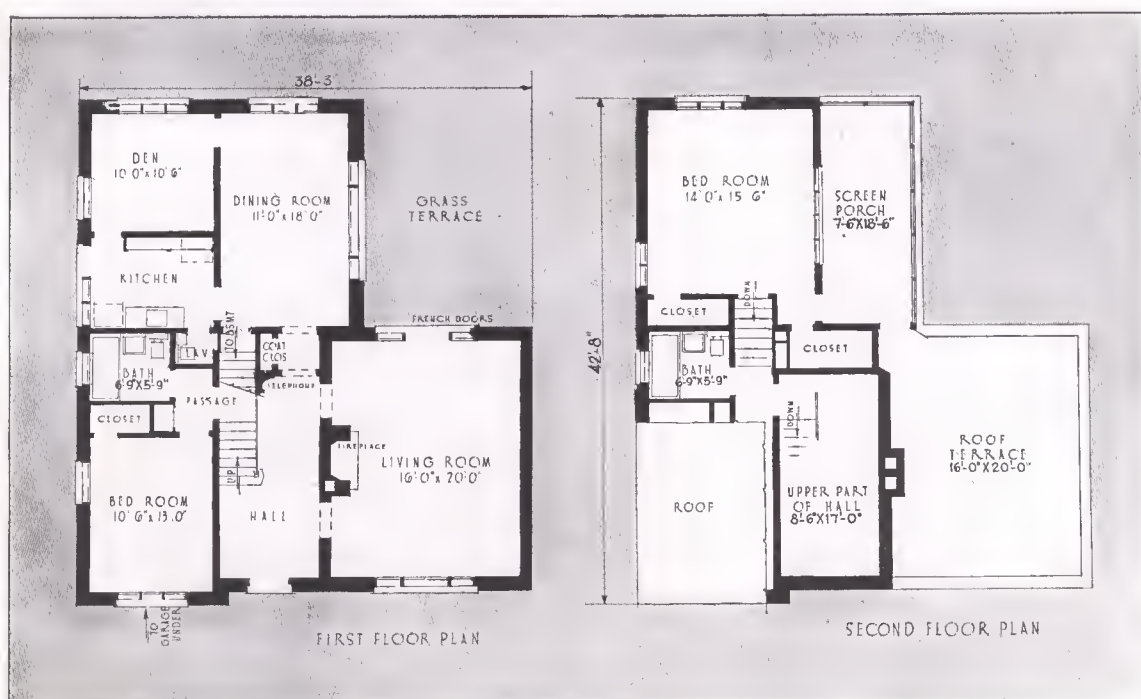 38-3
DEN
10'0"x10'6"
DINING ROOM
11'0"x18'0"
GRASS
TERRACE
KITCHEN
FRENCH DOORS
TO BSMT
LAV
COAT
CLOS
TELEPHONE
BATH
6'-9"X5'-9"
PASSAGE
CLOSET
FIREPLACE
LIVING ROOM
16'0"x20'0"
UP
BED ROOM
10'6"x13'0"
HALL
TO
GARAGE
UNDER
FIRST FLOOR PLAN
42'-8"
BED ROOM
14'0"x15'6"
SCREEN
PORCH
7'-6"X18'-6"
DOWN
CLOSET
CLOSET
BATH
6'-9"X5'-9"
DOWN
ROOF
TERRACE
16'-0"X20'-0"
ROOF
UPPER PART
OF HALL
8'-6"X17'-0"
SECOND FLOOR PLAN